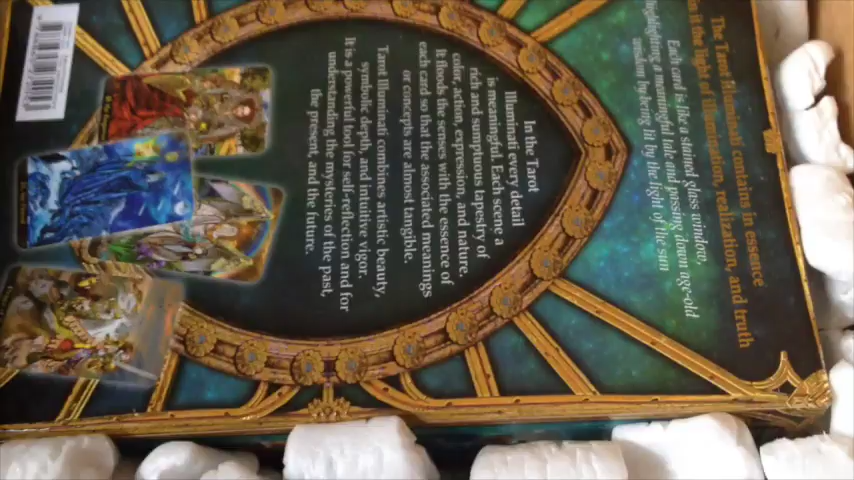 The Tarot Illuminati contains in essence
in it the light of illumination, realization, and truth
Each card is like a stained glass window,
highlighting a meaningful tale and passing down age-old
wisdom by being lit by the light of the sun
In the Tarot
Illuminati every detail
is meaningful. Each scene a
rich and sumptuous tapestry of
color, action, expression, and nature.
It floods the senses with the essence of
each card so that the associated meanings
or concepts are almost tangible.
Tarot Illuminati combines artistic beauty,
symbolic depth, and intuitive vigor.
It is a powerful tool for self-reflection and for
understanding the mysteries of the past,
the present, and the future.